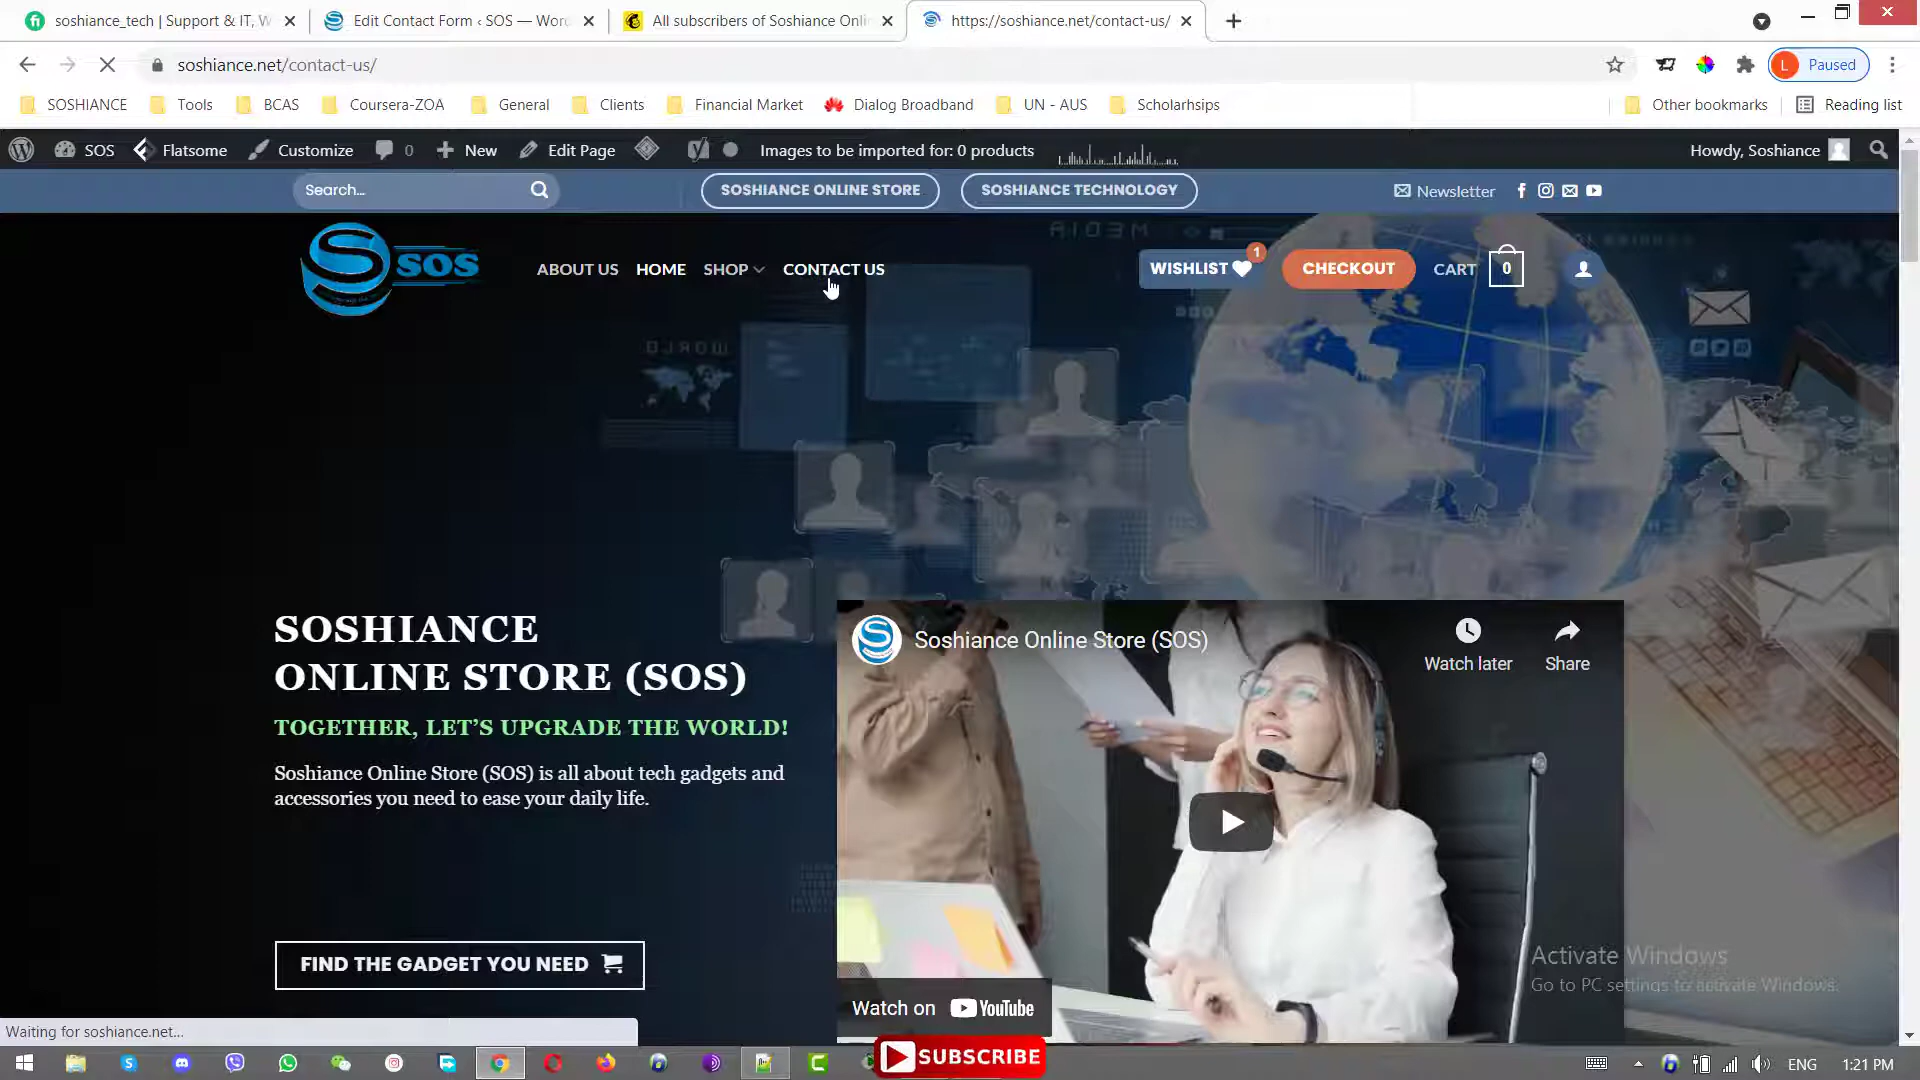 soshiance_tech | Support & IT, W
Edit Contact Form ‹ SOS — Word
All subscribers of Soshiance Onlin
https://soshiance.net/contact-us/
soshiance.net/contact-us/
L Paused
SOSHIANCE Tools BCAS Coursera-ZOA General Clients Financial Market Dialog Broadband UN - AUS Scholarhsips Other bookmarks Reading list
SOS Flatsome Customize 0 New Edit Page Images to be imported for: 0 products Howdy, Soshiance
Search... SOSHIANCE ONLINE STORE SOSHIANCE TECHNOLOGY Newsletter
SOS ABOUT US HOME SHOP CONTACT US WISHLIST 1 CHECKOUT CART 0
SOSHIANCE
ONLINE STORE (SOS)
TOGETHER, LET'S UPGRADE THE WORLD!
Soshiance Online Store (SOS) is all about tech gadgets and
accessories you need to ease your daily life.
FIND THE GADGET YOU NEED
Soshiance Online Store (SOS)
Watch later Share
Watch on YouTube
Activate Windows
Go to PC settings to activate Windows.
Waiting for soshiance.net...
SUBSCRIBE
ENG 1:21 PM